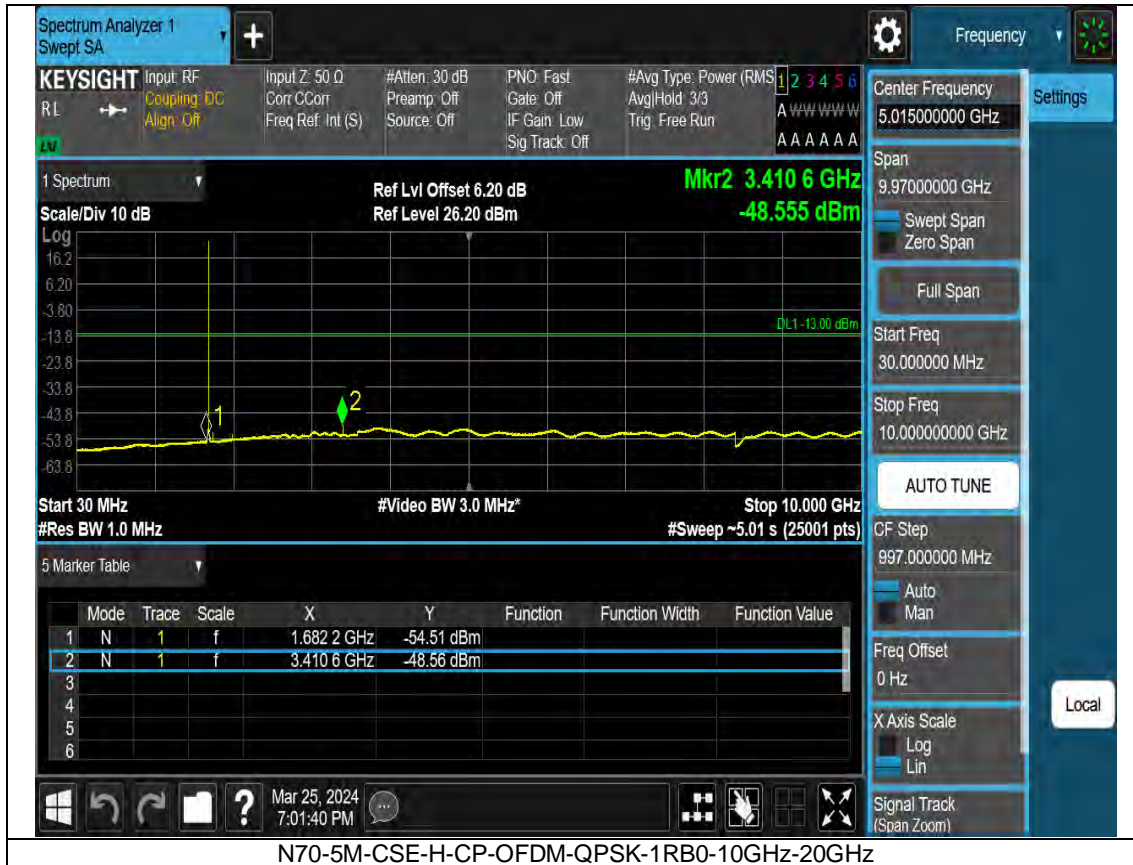 Spectrum Analyzer 1
Swept SA
+
Frequency
KEYSIGHT
RL
Input: RF
Coupling: DC
Align: Off
Input Z: 50 Ω
Corr CCorr
Freq Ref: Int (S)
#Atten: 30 dB
Preamp: Off
Source: Off
PNO: Fast
Gate: Off
IF Gain: Low
Sig Track: Off
#Avg Type: Power (RMS
Avg|Hold: 3/3
Trig: Free Run
1 2 3 4 5 6
A W W W W W
A A A A A A
1 Spectrum
Scale/Div 10 dB
Ref Lvl Offset 6.20 dB
Ref Level 26.20 dBm
Mkr2 3.410 6 GHz
-48.555 dBm
Log
16.2
6.20
-3.80
-13.8
-23.8
-33.8
-43.8
-53.8
-63.8
DL1 -13.00 dBm
1
2
Start 30 MHz
#Res BW 1.0 MHz
#Video BW 3.0 MHz*
Stop 10.000 GHz
#Sweep ~5.01 s (25001 pts)
5 Marker Table
Mode Trace Scale X Y Function Function Width Function Value
1 N 1 f 1.682 2 GHz -54.51 dBm
2 N 1 f 3.410 6 GHz -48.56 dBm
3
4
5
6
Center Frequency
5.015000000 GHz
Settings
Span
9.97000000 GHz
Swept Span
Zero Span
Full Span
Start Freq
30.000000 MHz
Stop Freq
10.000000000 GHz
AUTO TUNE
CF Step
997.000000 MHz
Auto
Man
Freq Offset
0 Hz
X Axis Scale
Log
Lin
Signal Track
(Span Zoom)
Local
?
Mar 25, 2024
7:01:40 PM
N70-5M-CSE-H-CP-OFDM-QPSK-1RB0-10GHz-20GHz